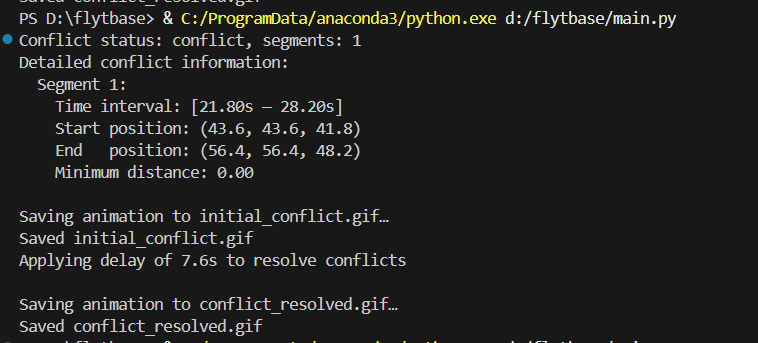 PS D:\flytbase> & C:/ProgramData/anaconda3/python.exe d:/flytbase/main.py
Conflict status: conflict, segments: 1
Detailed conflict information:
  Segment 1:
    Time interval: [21.80s – 28.20s]
    Start position: (43.6, 43.6, 41.8)
    End   position: (56.4, 56.4, 48.2)
    Minimum distance: 0.00

Saving animation to initial_conflict.gif…
Saved initial_conflict.gif
Applying delay of 7.6s to resolve conflicts

Saving animation to conflict_resolved.gif…
Saved conflict_resolved.gif